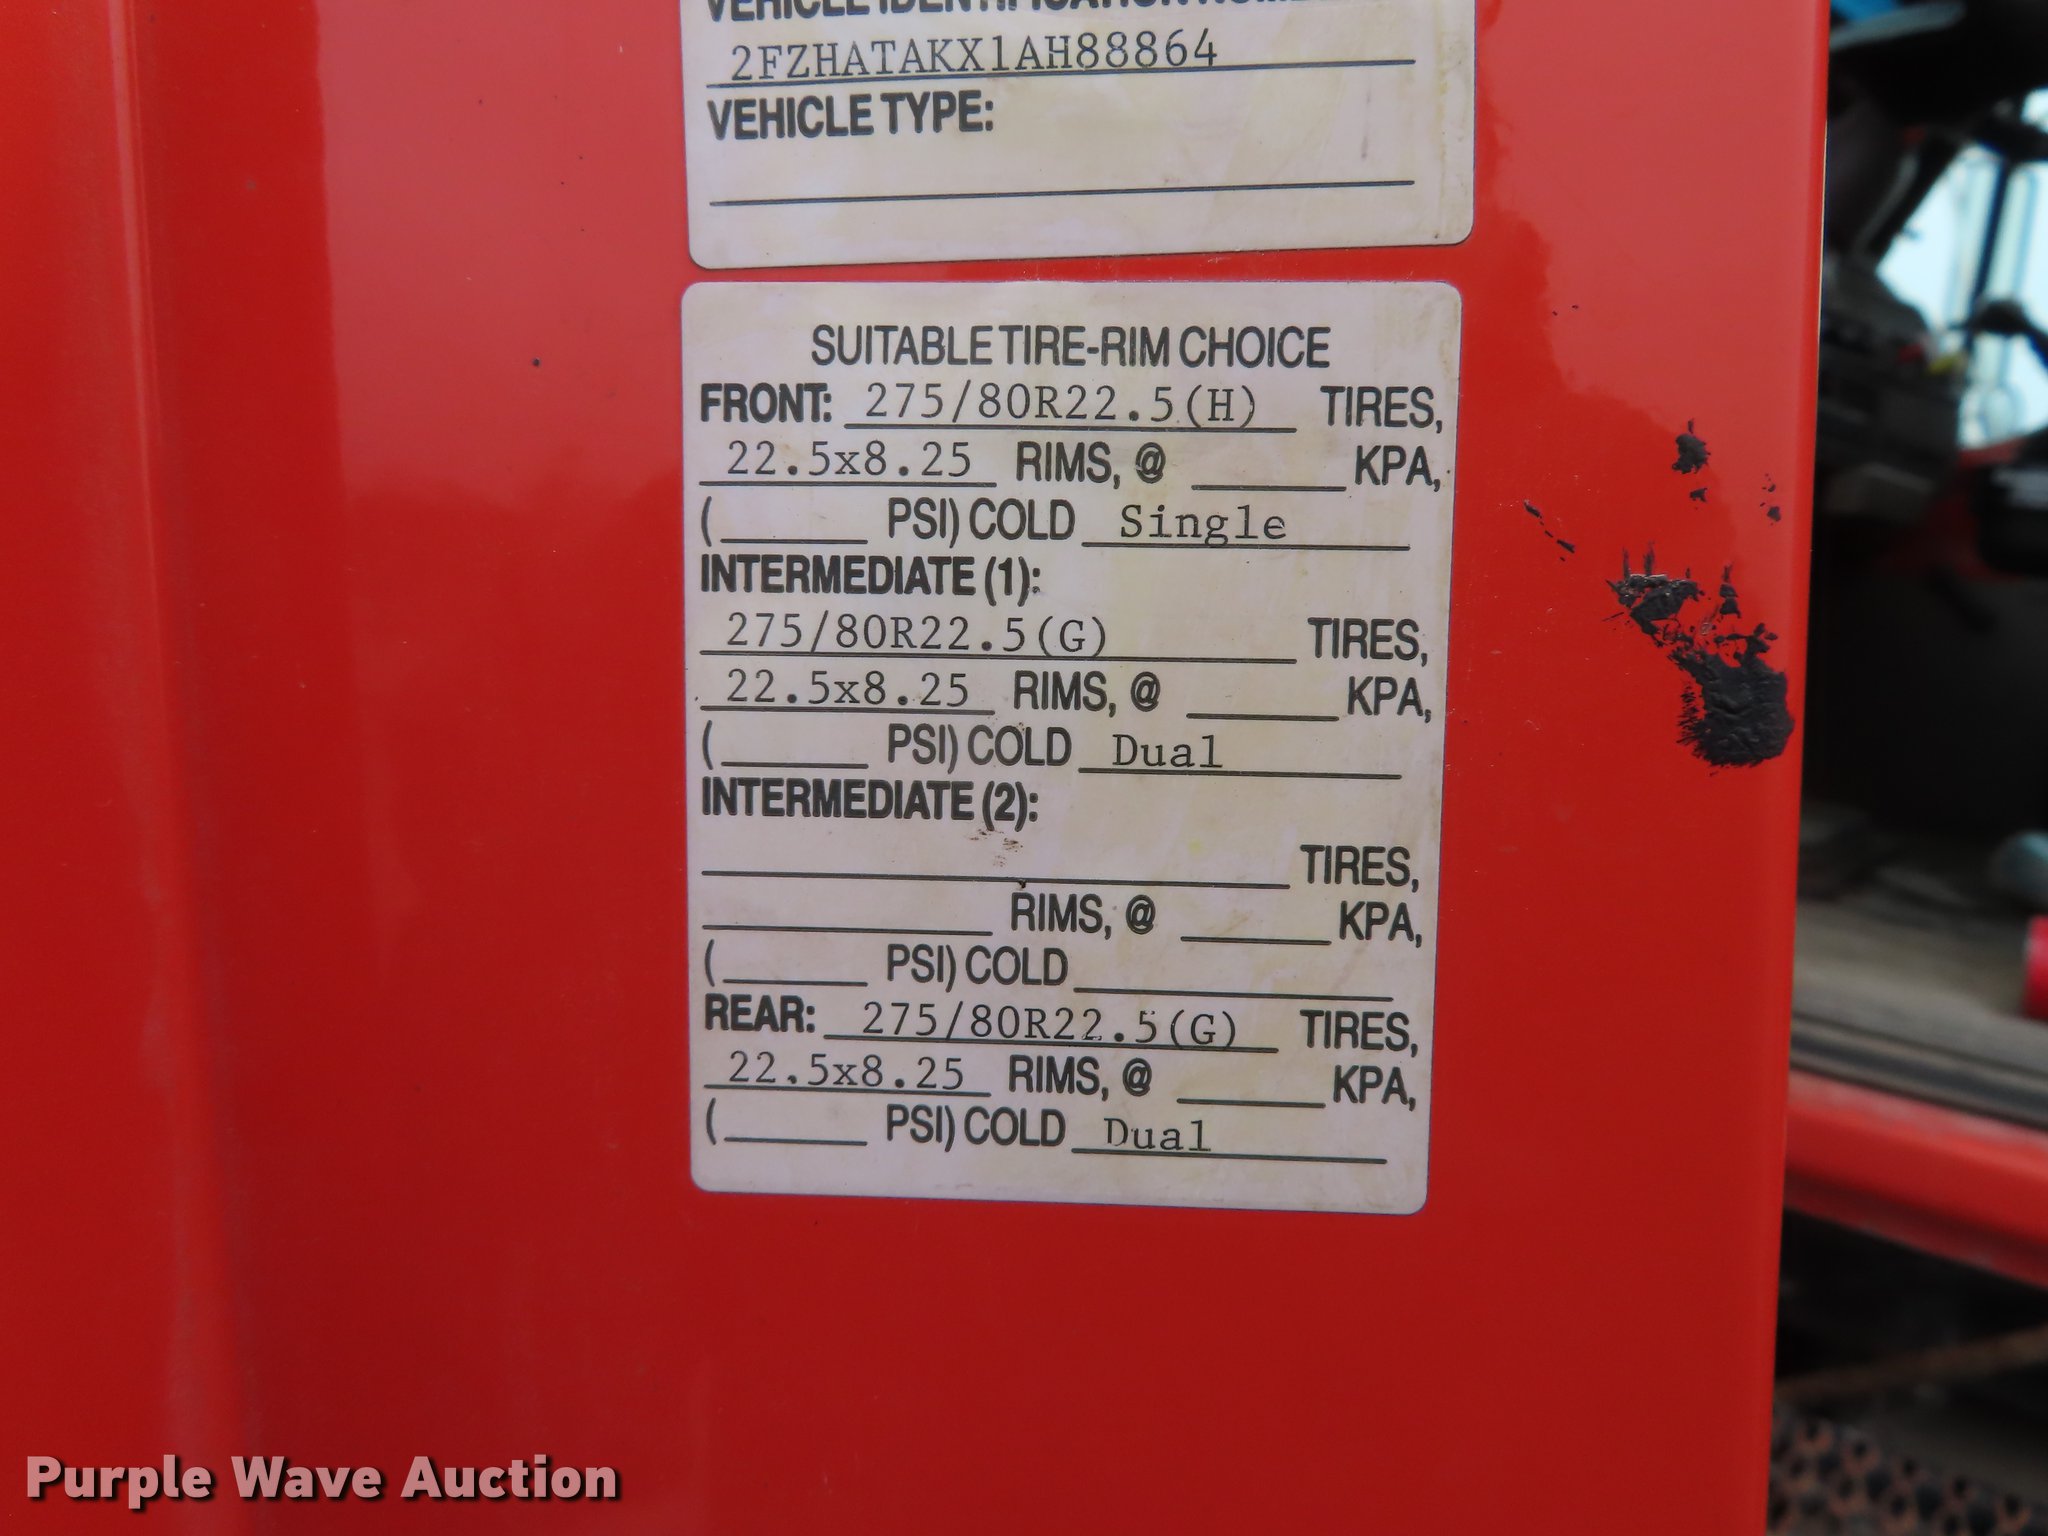 VEHICLE IDENTIFICATION
2FZHATAKX1AH88864
VEHICLE TYPE:
SUITABLE TIRE-RIM CHOICE
FRONT: 275/80R22.5(H) TIRES,
22.5x8.25 RIMS, @ KPA,
( PSI) COLD Single
INTERMEDIATE (1):
275/80R22.5(G) TIRES,
22.5x8.25 RIMS, @ KPA,
( PSI) COLD Dual
INTERMEDIATE (2):
TIRES,
RIMS, @ KPA,
( PSI) COLD
REAR: 275/80R22.5(G) TIRES,
22.5x8.25 RIMS, @ KPA,
( PSI) COLD Dual
Purple Wave Auction